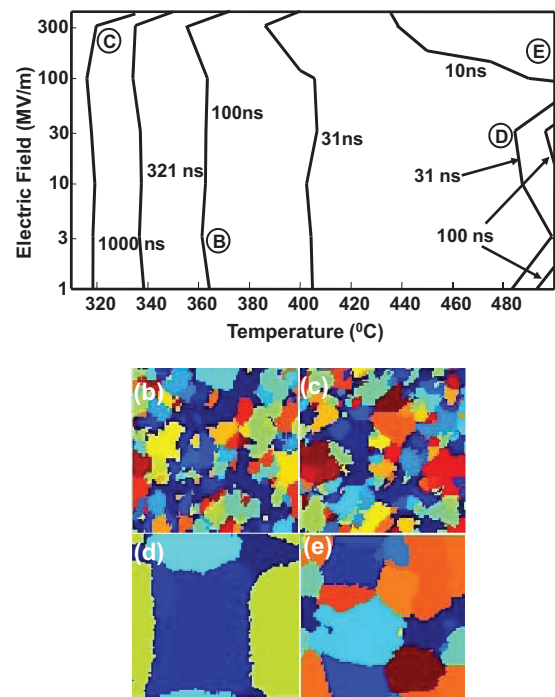 C
E
300
100
30
10
3
1
Electric Field (MV/m)
10ns
100ns
D
31ns
321 ns
31 ns
100 ns
1000 ns
B
320
340
360
380
400
420
440
460
480
Temperature (⁰C)
(b)
(c)
(d)
(e)